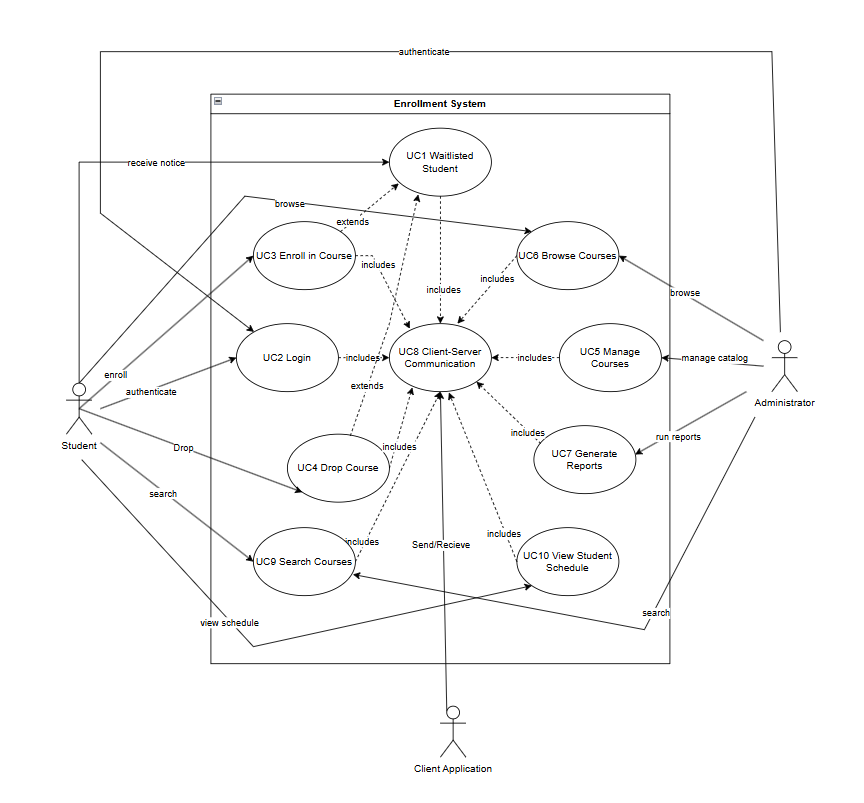 authenticate
Enrollment System
UC1 Waitlisted
Student
receive notice
browse
extends
UC3 Enroll in Course
includes
UC6 Browse Courses
includes
includes
browse
UC2 Login
includes
UC8 Client-Server
Communication
includes
UC5 Manage
Courses
manage catalog
enroll
authenticate
extends
Student
Administrator
Drop
includes
includes
run reports
UC4 Drop Course
UC7 Generate
Reports
search
includes
Send/Recieve
includes
UC9 Search Courses
UC10 View Student
Schedule
view schedule
search
Client Application